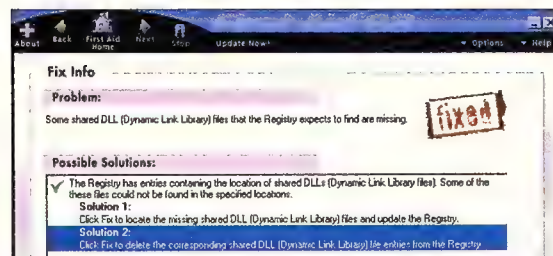 About Back First Aid Home Next Stop Update Now! Options Help
Fix Info
Problem:
Some shared DLL (Dynamic Link Library) files that the Registry expects to find are missing.
fixed
Possible Solutions:
The Registry has entries containing the location of shared DLLs (Dynamic Link Library files). Some of the
these files could not be found in the specified locations.
Solution 1:
Click Fix to locate the missing shared DLL (Dynamic Link Library) files and update the Registry.
Solution 2:
Click Fix to delete the corresponding shared DLL (Dynamic Link Library) file entries from the Registry